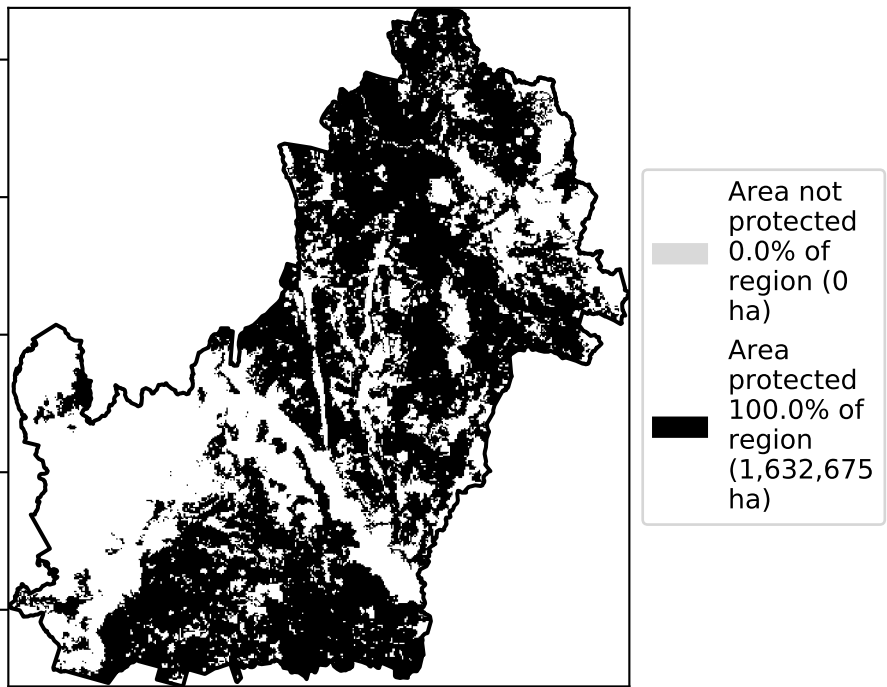 Area not
protected
0.0% of
region (0
ha)
Area
protected
100.0% of
region
(1,632,675
ha)